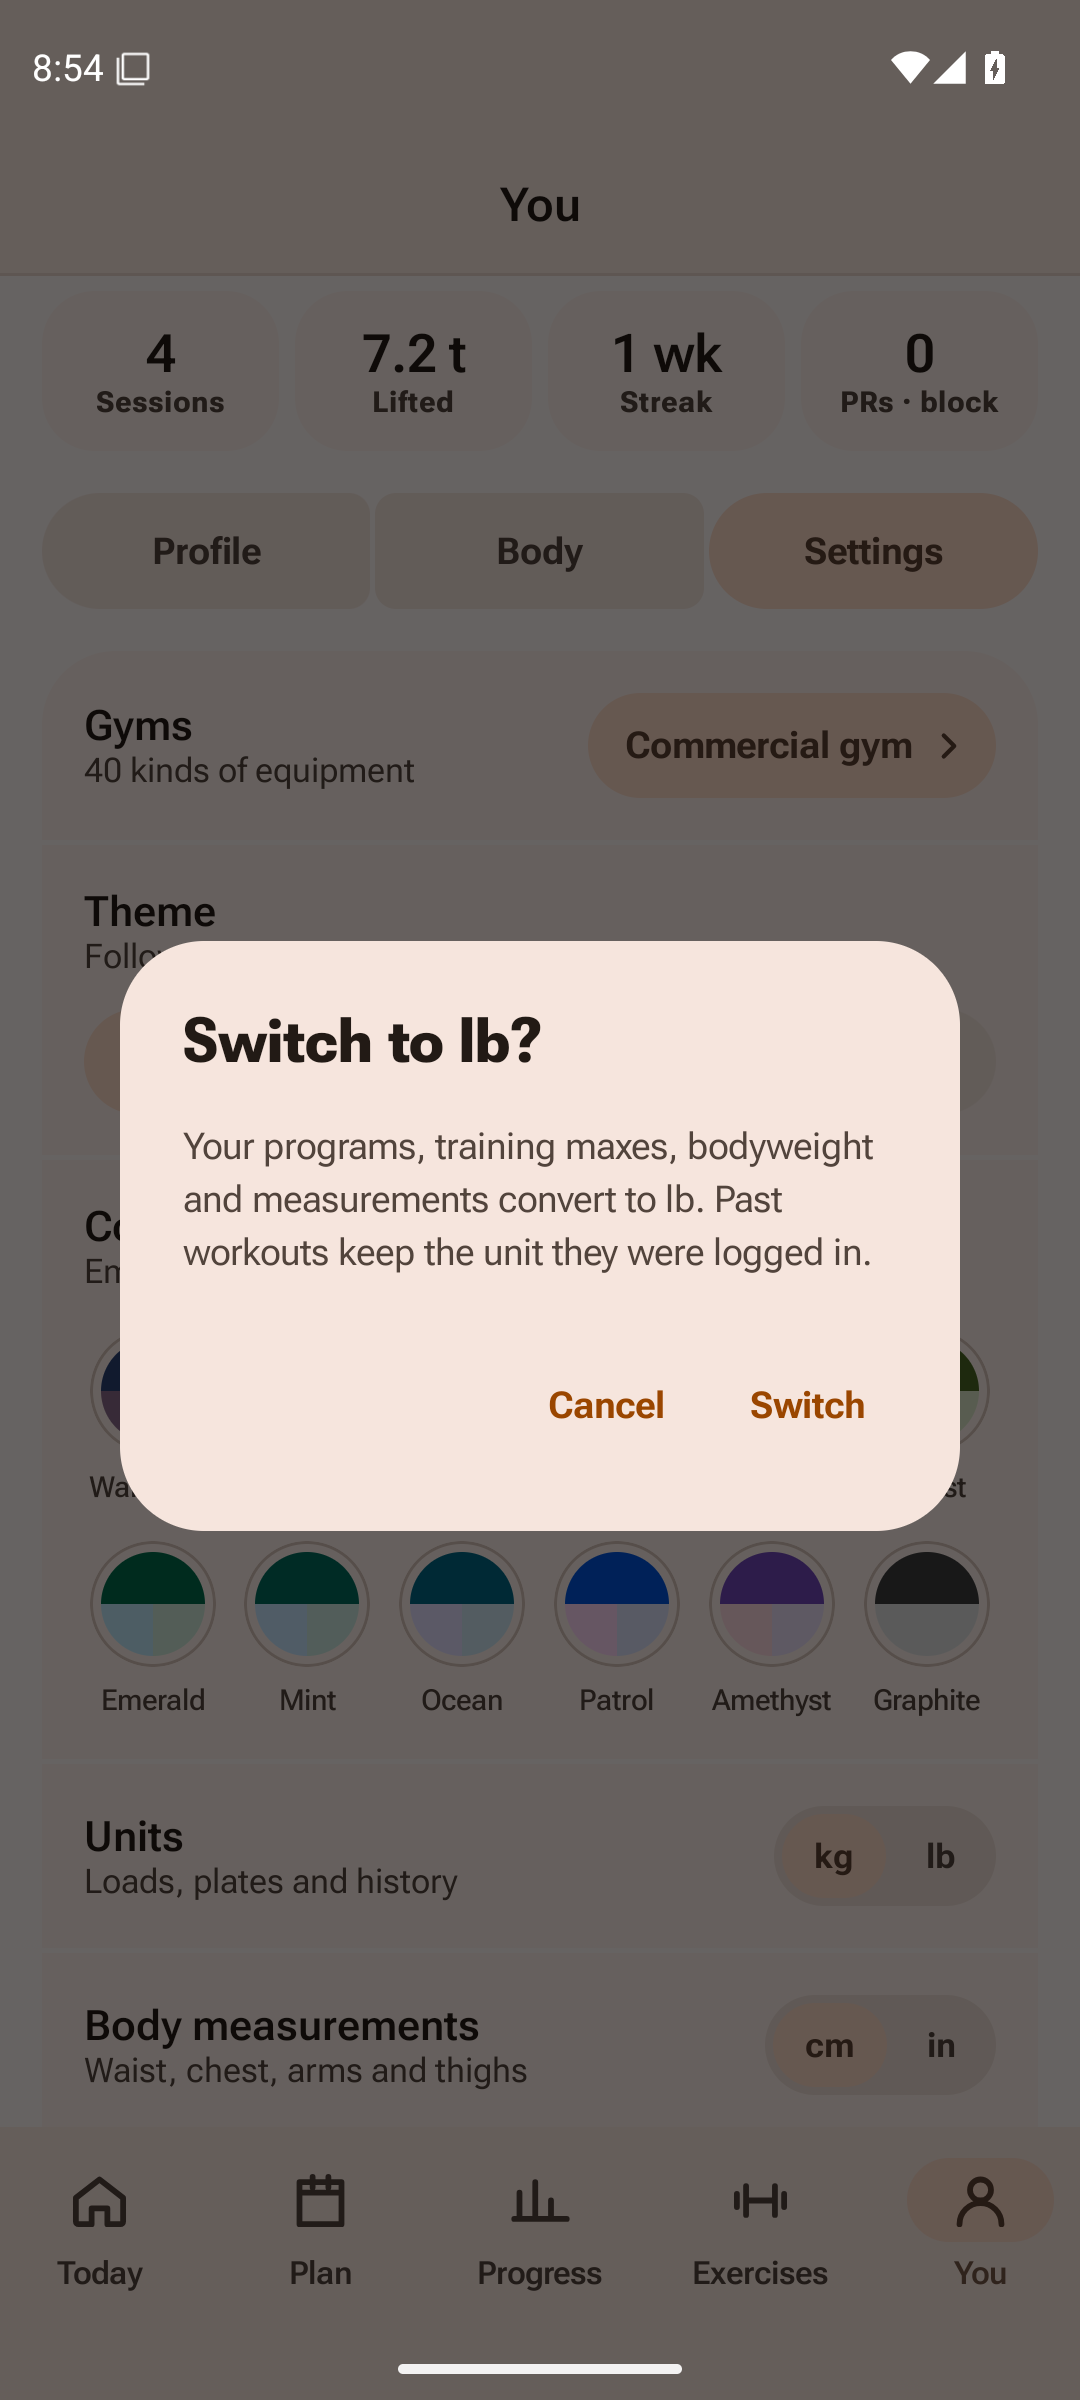 8:54
You
4
Sessions
7.2 t
Lifted
1 wk
Streak
0
PRs · block
Profile
Body
Settings
Gyms
40 kinds of equipment
Commercial gym
Theme
Switch to lb?
Your programs, training maxes, bodyweight
and measurements convert to lb. Past
workouts keep the unit they were logged in.
Cancel
Switch
Emerald
Mint
Ocean
Patrol
Amethyst
Graphite
Units
Loads, plates and history
kg
lb
Body measurements
Waist, chest, arms and thighs
cm
in
Today
Plan
Progress
Exercises
You